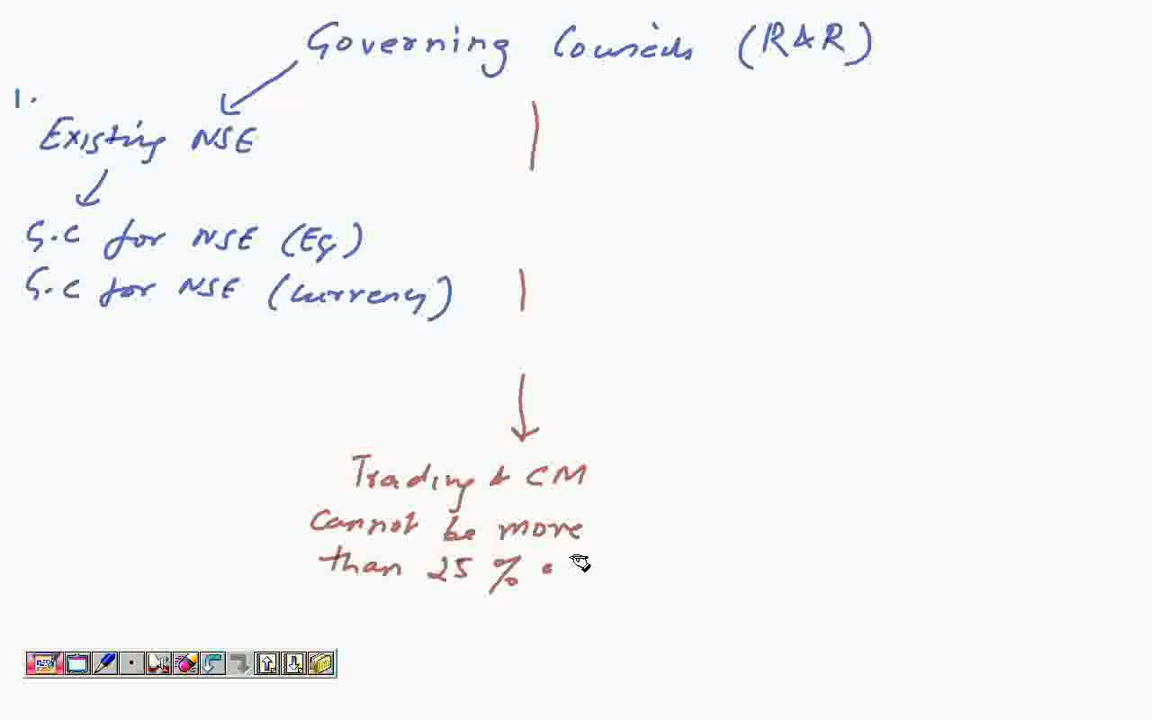 Governing Councils (R&R)
1.
Existing NSE
G.C for NSE (Eq)
G.C for NSE (Currency)
Trading & CM
Cannot be more
than 25 %